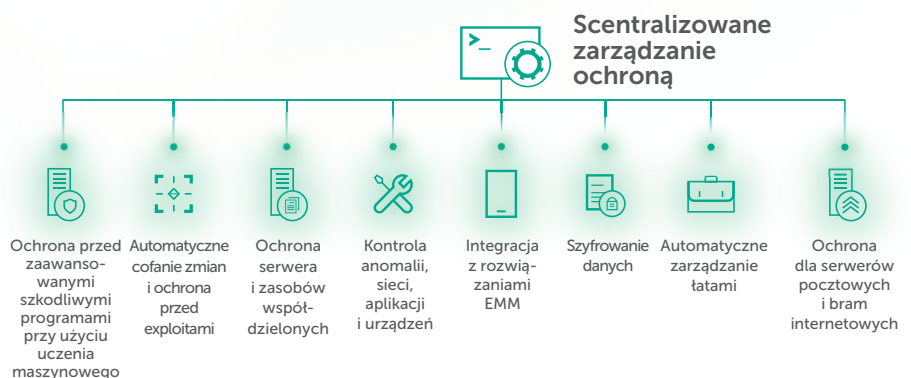 Scentralizowane
zarządzanie
ochroną
>_
Ochrona przed
zaawanso-
wanymi
szkodliwymi
programami
przy użyciu
uczenia
maszynowego
Automatyczne
cofanie zmian
i ochrona
przed
exploitami
Ochrona
serwera
i zasobów
współ-
dzielonych
Kontrola
anomalii,
sieci,
aplikacji
i urządzeń
Integracja
z rozwią-
zaniami
EMM
Szyfrowanie
danych
Automatyczne
zarządzanie
łatami
Ochrona
dla serwerów
pocztowych
i bram
internetowych